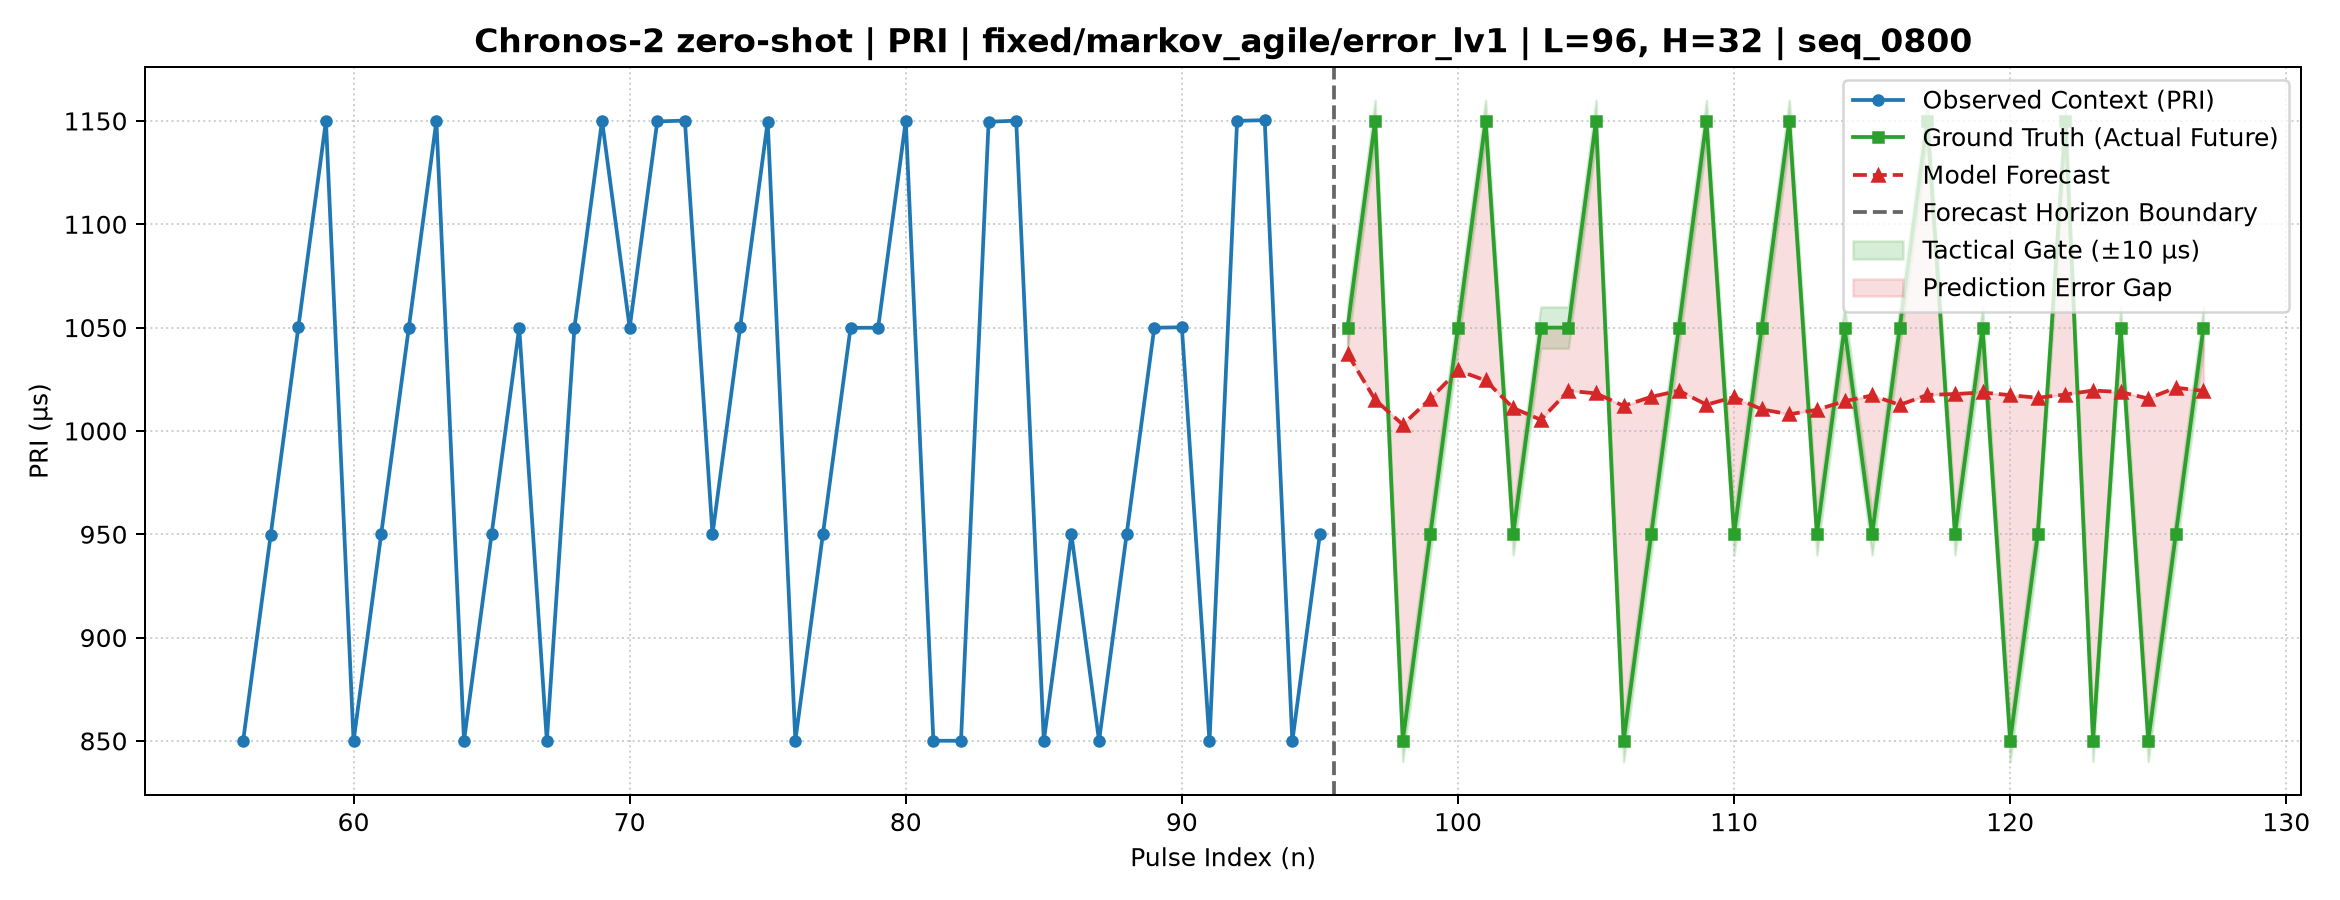 Chronos-2 zero-shot | PRI | fixed/markov_agile/error_lv1 | L=96, H=32 | seq_0800
Observed Context (PRI)
Ground Truth (Actual Future)
Model Forecast
Forecast Horizon Boundary
Tactical Gate (±10 µs)
Prediction Error Gap
PRI (µs)
1150
1100
1050
1000
950
900
850
60 70 80 90 100 110 120 130
Pulse Index (n)